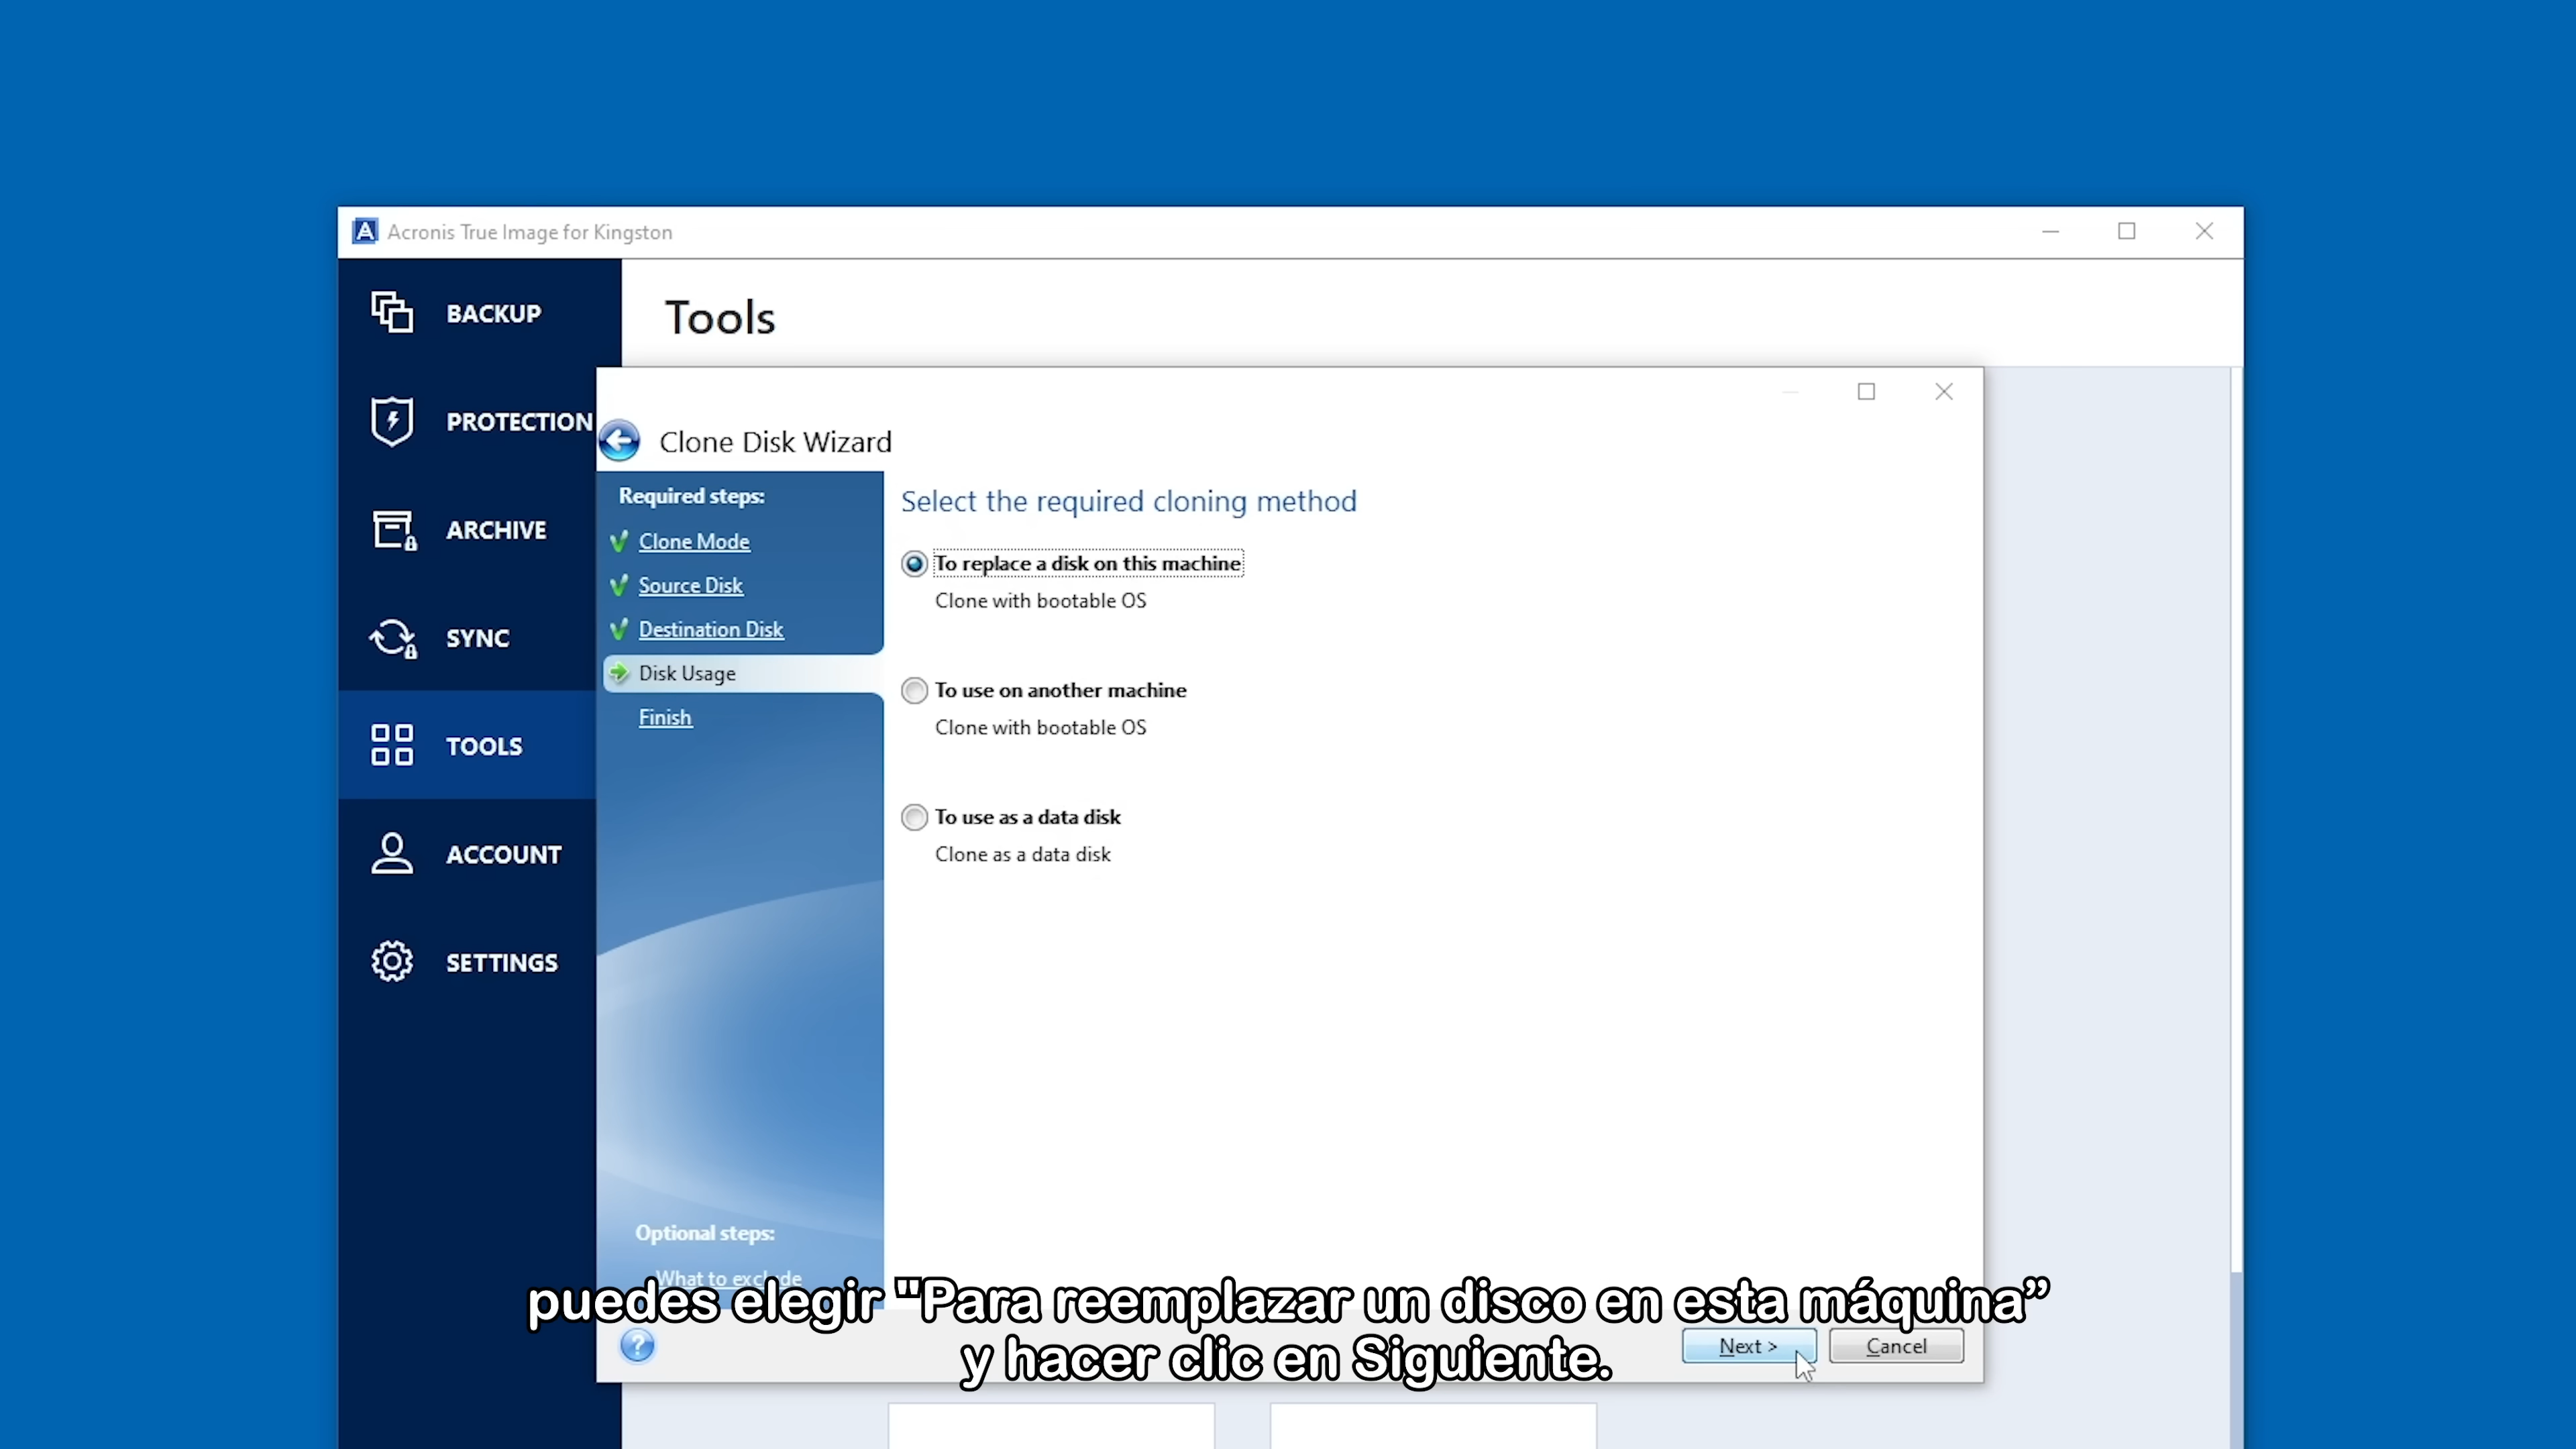 Acronis True Image for Kingston
BACKUP
PROTECTION
ARCHIVE
SYNC
TOOLS
ACCOUNT
SETTINGS
Tools
Clone Disk Wizard
Required steps:
Clone Mode
Source Disk
Destination Disk
Disk Usage
Finish
Optional steps:
What to exclude
Select the required cloning method
To replace a disk on this machine
Clone with bootable OS
To use on another machine
Clone with bootable OS
To use as a data disk
Clone as a data disk
Next >
Cancel
puedes elegir "Para reemplazar un disco en esta máquina”
y hacer clic en Siguiente.